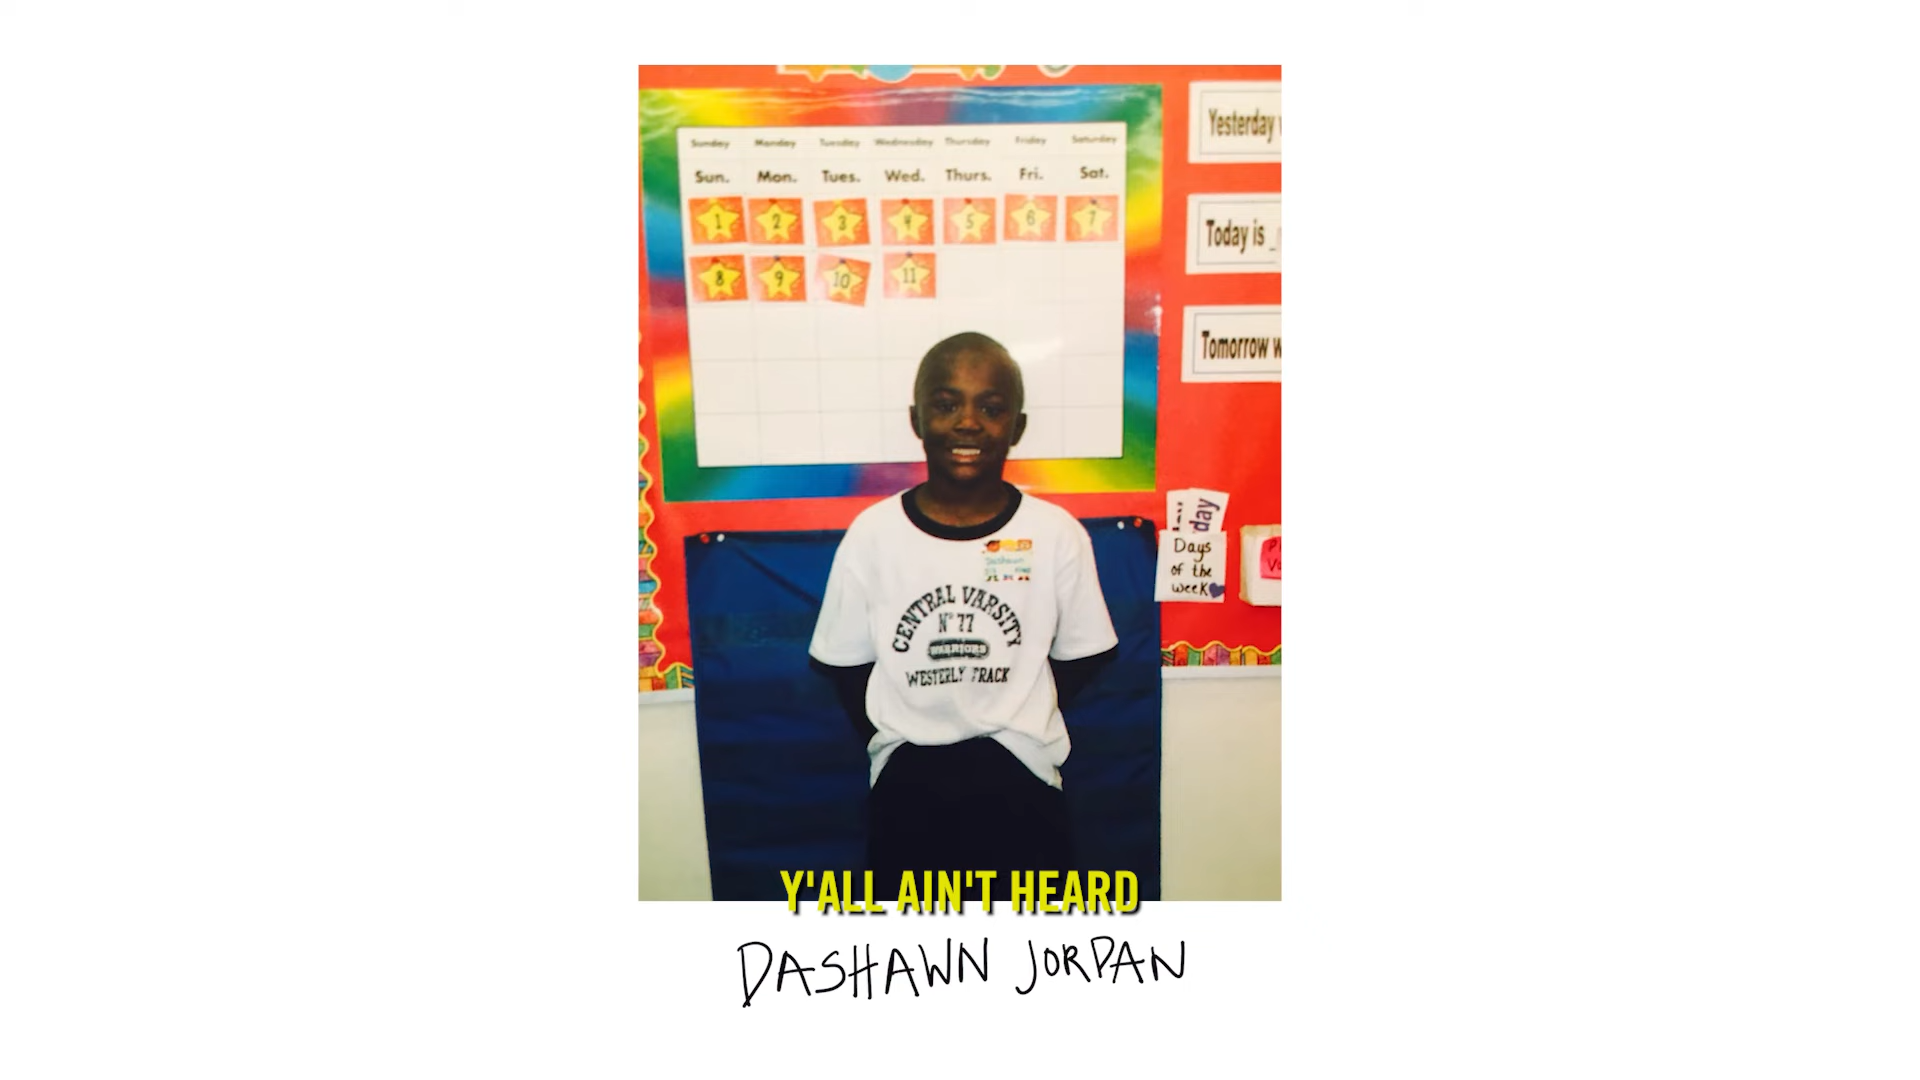 Yesterday
Today is
Tomorrow w
Sunday Monday Tuesday Wednesday Thursday Friday Saturday
Sun. Mon. Tues. Wed. Thurs. Fri. Sat.
1 2 3 4 5 6 7
8 9 10 11
day
Days
of the
week
Dashawn
CENTRAL VARSITY
Nº 77
WARRIORS
WESTERLY TRACK
Y'ALL AIN'T HEARD
DASHAWN JORDAN